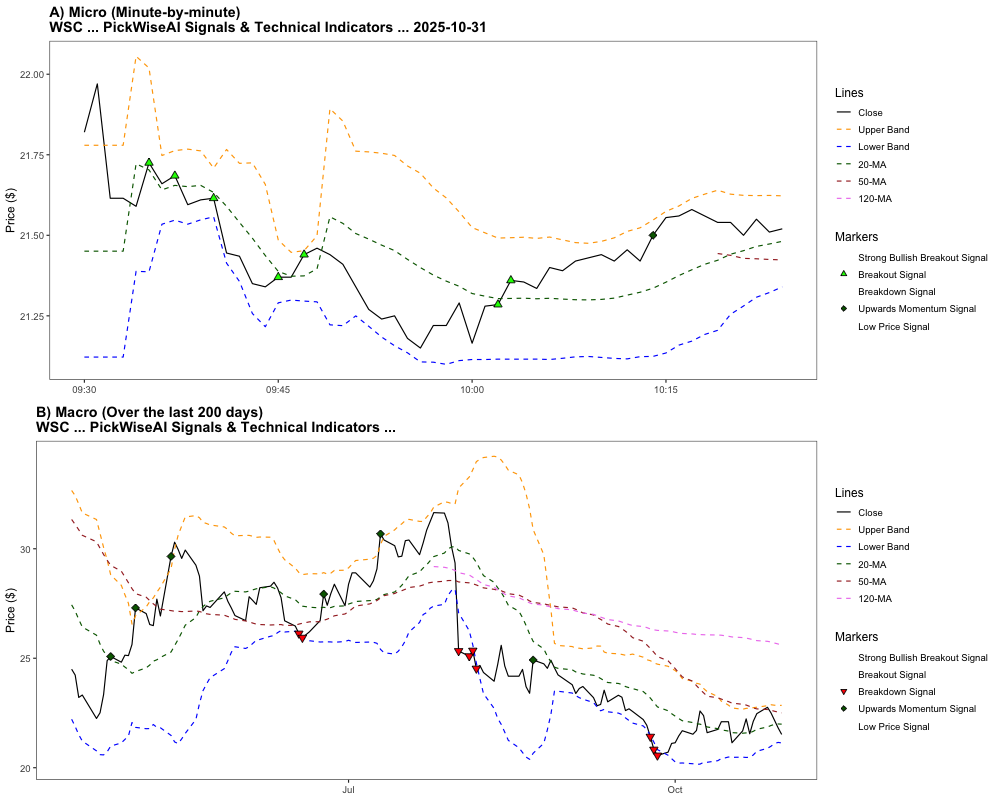 A) Micro (Minute-by-minute)
WSC ... PickWiseAI Signals & Technical Indicators ... 2025-10-31
Price ($)
22.00
21.75
21.50
21.25
09:30
09:45
10:00
10:15
Lines
Close
Upper Band
Lower Band
20-MA
50-MA
120-MA
Markers
Strong Bullish Breakout Signal
Breakout Signal
Breakdown Signal
Upwards Momentum Signal
Low Price Signal
B) Macro (Over the last 200 days)
WSC ... PickWiseAI Signals & Technical Indicators ...
Price ($)
30
25
20
Jul
Oct
Lines
Close
Upper Band
Lower Band
20-MA
50-MA
120-MA
Markers
Strong Bullish Breakout Signal
Breakout Signal
Breakdown Signal
Upwards Momentum Signal
Low Price Signal